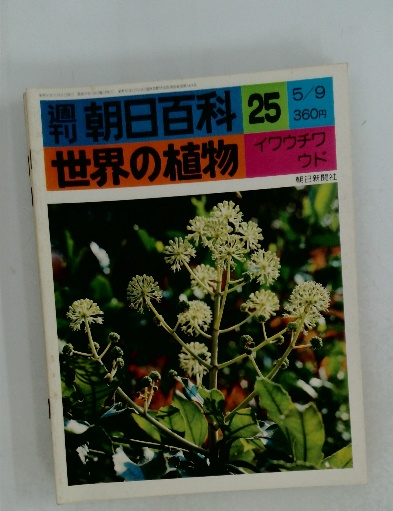 週刊 朝日百科
世界の植物
25
5/9
360円
イワウチワ
ウド
朝日新聞社